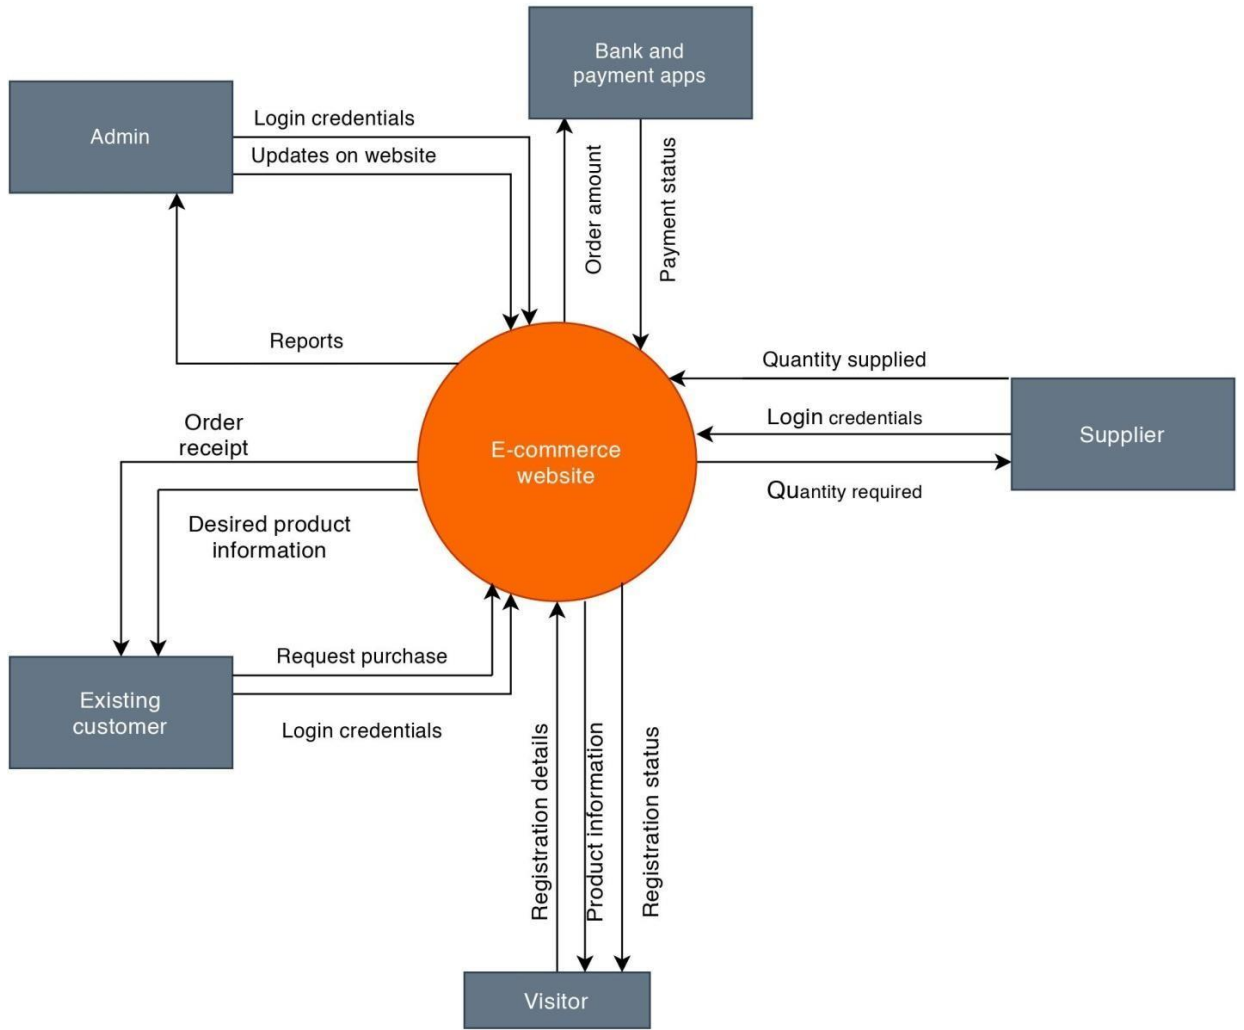 Bank and
payment apps
Admin
Login credentials
Updates on website
Order amount
Payment status
Reports
Quantity supplied
Login credentials
Supplier
Quantity required
Order
receipt
E-commerce
website
Desired product
information
Request purchase
Existing
customer
Login credentials
Registration details
Product information
Registration status
Visitor